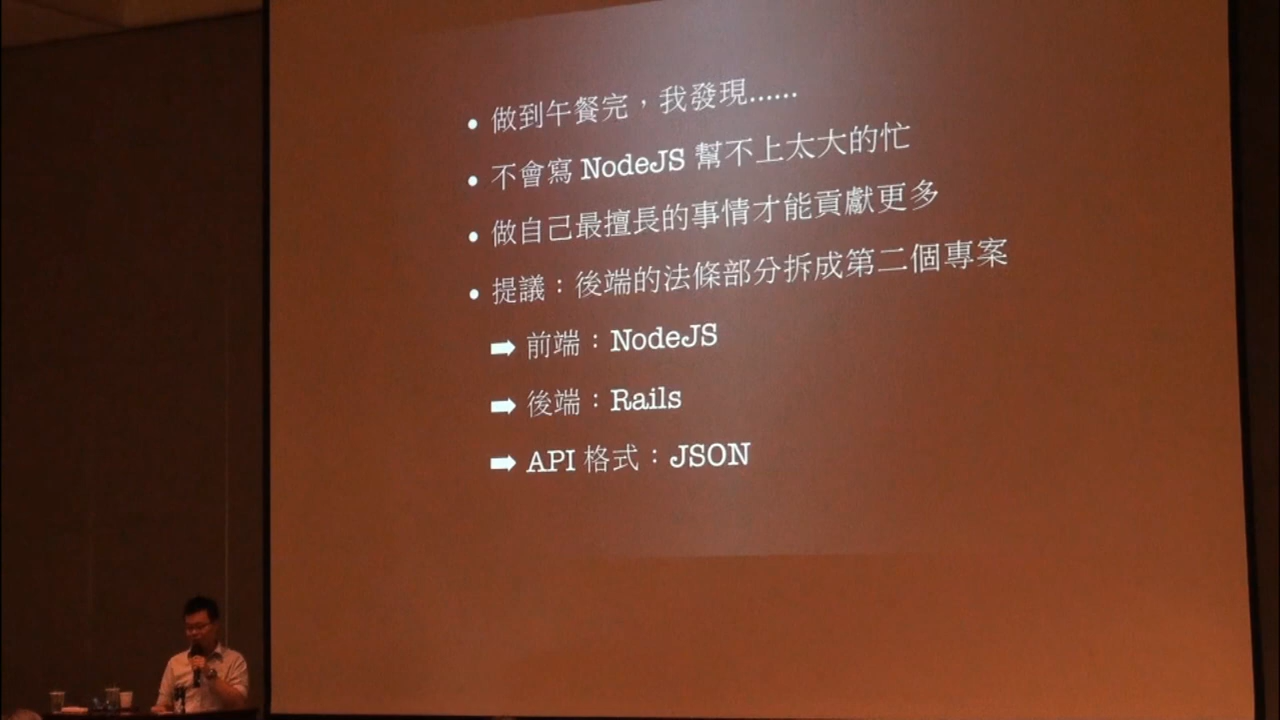 • 做到午餐完，我發現......
• 不會寫 NodeJS 幫不上太大的忙
• 做自己最擅長的事情才能貢獻更多
• 提議：後端的法條部分拆成第二個專案
➡ 前端：NodeJS
➡ 後端：Rails
➡ API 格式：JSON